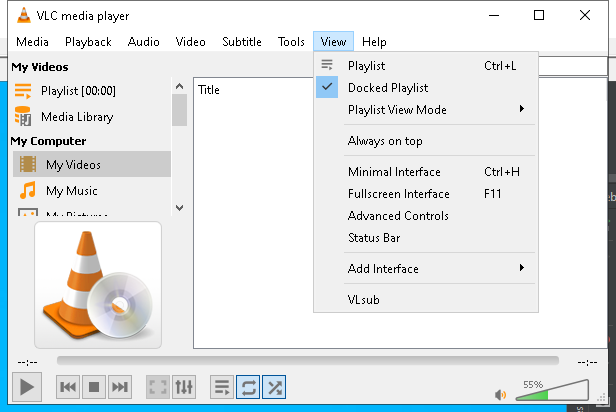 VLC media player
Media Playback Audio Video Subtitle Tools View Help
My Videos
Playlist [00:00]
Media Library
My Computer
My Videos
My Music
My Pictures
Title
Playlist Ctrl+L
Docked Playlist
Playlist View Mode
Always on top
Minimal Interface Ctrl+H
Fullscreen Interface F11
Advanced Controls
Status Bar
Add Interface
VLsub
--:-- --:--
55%